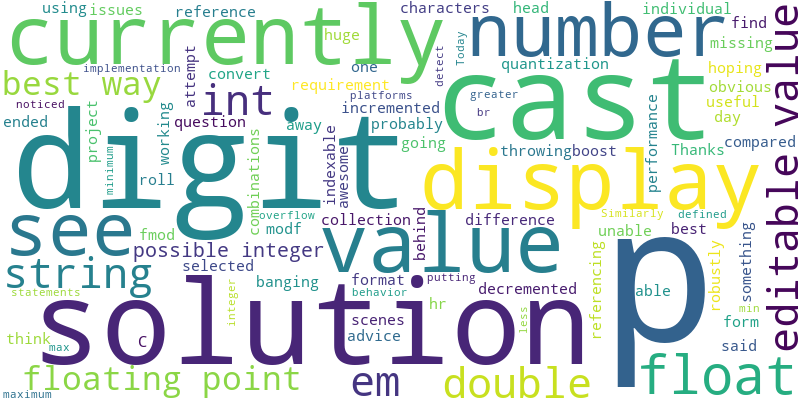 using issues reference characters head individual
currently number editable value
huge Today find
missing
implementation attempt convert one detect quantization hoping
best way requirement obvious
int platforms greater useful
noticed incremented br day
project question away probably compared
ended working digit cast
combinations indexable awesome going throwing boost performance Thanks
minimum roll display
overflow collection difference Similarly defined
see fmod modf behind value unable best something
possible integer p
string selected banging format putting referencing able robustly
statements integer solution behavior decremented min
hr less form
think max C scenes
advice said
floating point em double float
maximum